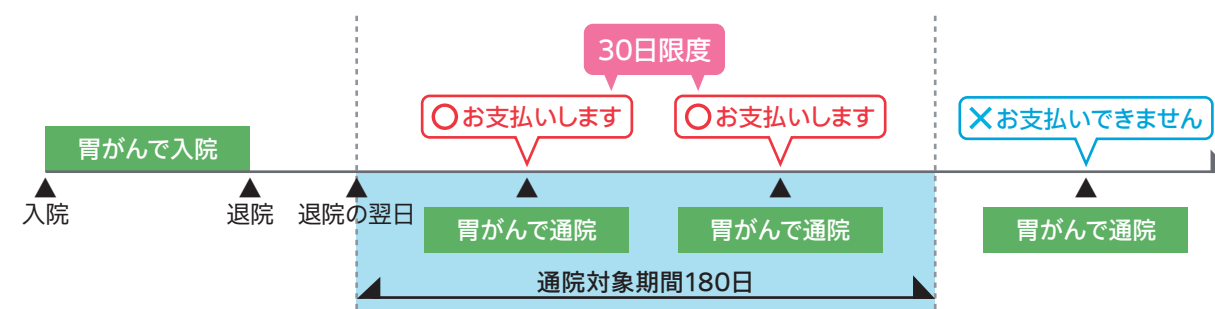 30日限度
○お支払いします
○お支払いします
×お支払いできません
胃がんで入院
入院
退院
退院の翌日
胃がんで通院
胃がんで通院
胃がんで通院
通院対象期間180日